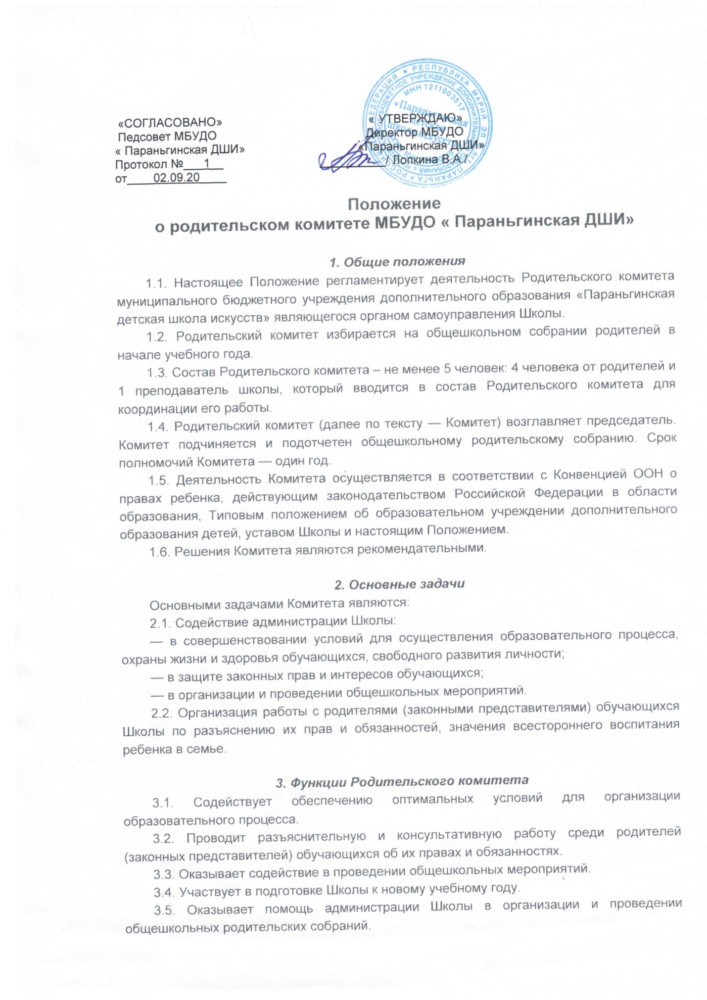 «СОГЛАСОВАНО»
Педсовет МБУДО
« Параньгинская ДШИ»
Протокол №___1__
от____02.09.20____
РЕСПУБЛИКА МАРИЙ ЭЛ
ПАРАНЬГА
БЮДЖЕТНОЕ УЧРЕЖДЕНИЕ
ИНН 1211003517
«Параньгинская
детская
школа искусств»
« УТВЕРЖДАЮ»
Директор МБУДО
«Параньгинская ДШИ»
__________/ Лопкина В.А./
Положение
о родительском комитете МБУДО « Параньгинская ДШИ»
1. Общие положения
1.1. Настоящее Положение регламентирует деятельность Родительского комитета
муниципального бюджетного учреждения дополнительного образования «Параньгинская
детская школа искусств» являющегося органом самоуправления Школы.
1.2. Родительский комитет избирается на общешкольном собрании родителей в
начале учебного года.
1.3. Состав Родительского комитета – не менее 5 человек: 4 человека от родителей и
1 преподаватель школы, который вводится в состав Родительского комитета для
координации его работы.
1.4. Родительский комитет (далее по тексту — Комитет) возглавляет председатель.
Комитет подчиняется и подотчетен общешкольному родительскому собранию. Срок
полномочий Комитета — один год.
1.5. Деятельность Комитета осуществляется в соответствии с Конвенцией ООН о
правах ребенка, действующим законодательством Российской Федерации в области
образования, Типовым положением об образовательном учреждении дополнительного
образования детей, уставом Школы и настоящим Положением.
1.6. Решения Комитета являются рекомендательными.
2. Основные задачи
Основными задачами Комитета являются:
2.1. Содействие администрации Школы:
— в совершенствовании условий для осуществления образовательного процесса,
охраны жизни и здоровья обучающихся, свободного развития личности;
— в защите законных прав и интересов обучающихся;
— в организации и проведении общешкольных мероприятий.
2.2. Организация работы с родителями (законными представителями) обучающихся
Школы по разъяснению их прав и обязанностей, значения всестороннего воспитания
ребенка в семье.
3. Функции Родительского комитета
3.1. Содействует обеспечению оптимальных условий для организации
образовательного процесса.
3.2. Проводит разъяснительную и консультативную работу среди родителей
(законных представителей) обучающихся об их правах и обязанностях.
3.3. Оказывает содействие в проведении общешкольных мероприятий.
3.4. Участвует в подготовке Школы к новому учебному году.
3.5. Оказывает помощь администрации Школы в организации и проведении
общешкольных родительских собраний.